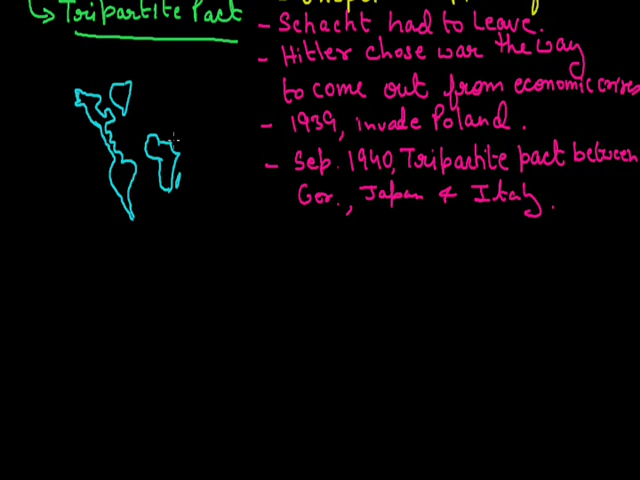 ↳ Tripartite Pact
- Schacht had to leave.
- Hitler chose war the way
to come out from economic crises
- 1939, invade Poland.
- Sep. 1940, Tripartite pact between
Ger., Japan & Italy.